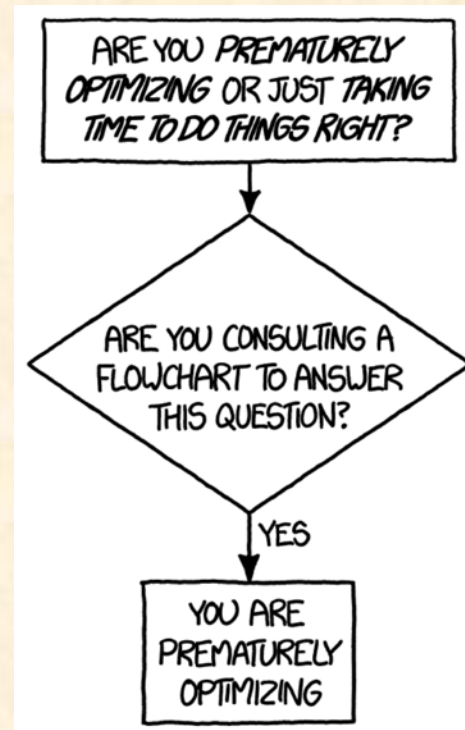 ARE YOU PREMATURELY
OPTIMIZING OR JUST TAKING
TIME TO DO THINGS RIGHT?
ARE YOU CONSULTING A
FLOWCHART TO ANSWER
THIS QUESTION?
YES
YOU ARE
PREMATURELY
OPTIMIZING